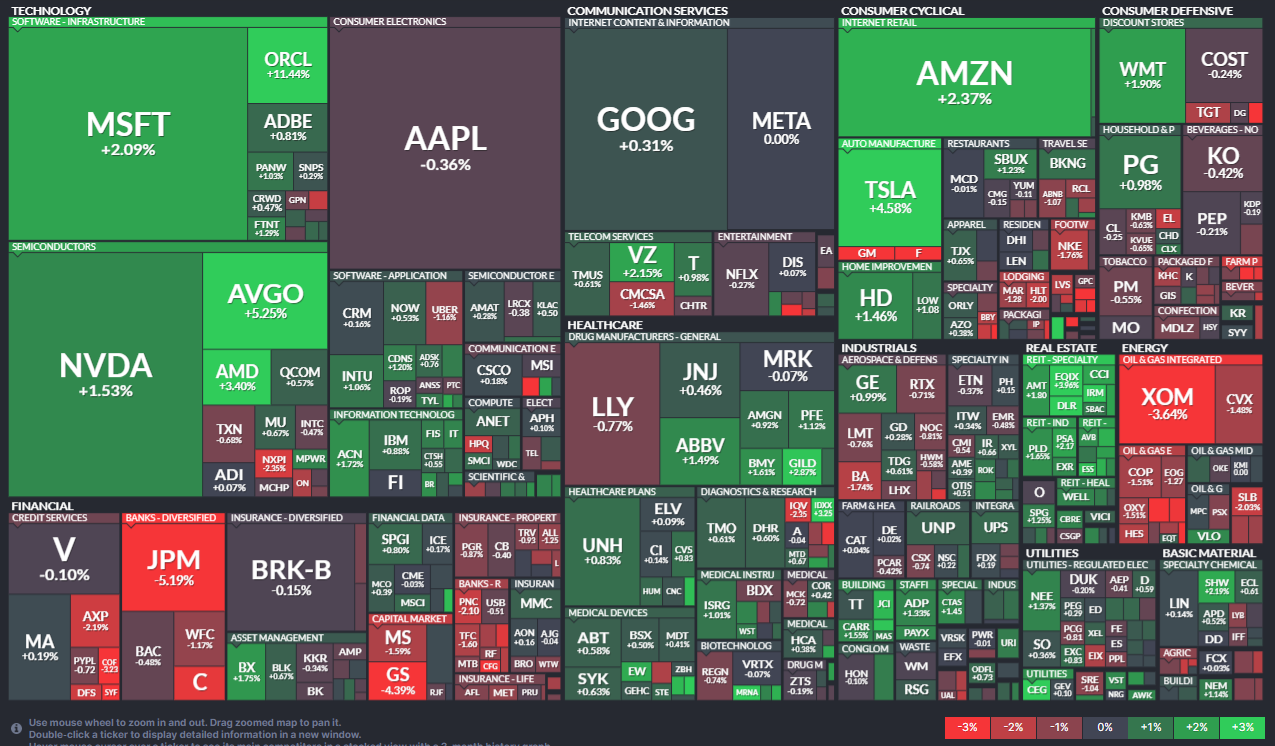 TECHNOLOGY
SOFTWARE - INFRASTRUCTURE
MSFT
+2.09%
ORCL
+11.44%
ADBE
+0.81%
PANW
+1.03%
SNPS
+0.29%
CRWD
+0.47%
GPN
FTNT
+1.29%
CONSUMER ELECTRONICS
AAPL
-0.36%
SEMICONDUCTORS
NVDA
+1.53%
AVGO
+5.25%
AMD
+3.40%
QCOM
+0.57%
TXN
-0.68%
MU
+0.67%
INTC
-0.47%
NXPI
-2.35%
MPWR
ADI
+0.07%
MCHP
ON
SOFTWARE - APPLICATION
CRM
+0.16%
NOW
+0.53%
UBER
-1.16%
INTU
+1.06%
CDNS
+1.20%
ADSK
+0.76
ROP
-0.19%
ANSS
PTC
TYL
SEMICONDUCTOR E
AMAT
+0.28%
LRCX
-0.38
KLAC
+0.50
COMMUNICATION E
CSCO
+0.18%
MSI
COMPUTE
ANET
HPQ
SMCI
WDC
ELECT
APH
+0.10%
TEL
INFORMATION TECHNOLOG
ACN
+1.72%
IBM
+0.88%
FIS
IT
CTSH
+0.55
FI
BR
SCIENTIFIC &
COMMUNICATION SERVICES
INTERNET CONTENT & INFORMATION
GOOG
+0.31%
META
0.00%
TELECOM SERVICES
TMUS
+0.61%
VZ
+2.15%
T
+0.98%
CMCSA
-1.46%
CHTR
ENTERTAINMENT
NFLX
-0.27%
DIS
+0.07%
EA
CONSUMER CYCLICAL
INTERNET RETAIL
AMZN
+2.37%
AUTO MANUFACTURE
TSLA
+4.58%
GM
F
RESTAURANTS
MCD
-0.01%
SBUX
+1.23%
CMG
-0.15
YUM
-0.11
TRAVEL SE
BKNG
ABNB
-1.07
RCL
HOME IMPROVEMEN
HD
+1.46%
LOW
+1.08
APPAREL
TJX
+0.65%
RESIDEN
DHI
LEN
FOOTW
NKE
-1.76%
SPECIALTY
ORLY
AZO
+0.38%
BBY
LODGING
MAR
-1.28
HLT
-2.00
LVS
GPC
PACKAGI
IP
CONSUMER DEFENSIVE
DISCOUNT STORES
WMT
+1.90%
COST
-0.24%
TGT
DG
HOUSEHOLD & P
PG
+0.98%
CL
-0.25
KMB
-0.63%
EL
KVUE
-0.65%
CHD
CLX
BEVERAGES - NO
KO
-0.42%
PEP
-0.21%
KDP
-0.19
TOBACCO
PM
-0.55%
MO
PACKAGED F
KHC
K
GIS
FARM P
BEVER
CONFECTION
MDLZ
HSY
KR
SYY
HEALTHCARE
DRUG MANUFACTURERS - GENERAL
LLY
-0.77%
JNJ
+0.46%
MRK
-0.07%
ABBV
+1.49%
AMGN
+0.92%
PFE
+1.12%
BMY
+1.61%
GILD
+2.87%
HEALTHCARE PLANS
UNH
+0.83%
ELV
+0.09%
CI
+0.14%
CVS
+0.83
HUM
CNC
DIAGNOSTICS & RESEARCH
TMO
+0.61%
DHR
+0.60%
IQV
-2.35
IDXX
+3.25
A
-0.04
MTD
+0.67
MEDICAL DEVICES
ABT
+0.58%
BSX
+0.50%
MDT
+0.41%
SYK
+0.63%
EW
GEHC
STE
ZBH
MEDICAL INSTRU
ISRG
+1.01%
BDX
WST
MEDICAL
MCK
-0.72
COR
+0.42
MEDICAL
HCA
+0.38%
BIOTECHNOLOG
REGN
-0.74%
VRTX
-0.07%
MRNA
DRUG M
ZTS
-0.19%
FINANCIAL
CREDIT SERVICES
V
-0.10%
MA
+0.19%
AXP
-2.19%
PYPL
-0.72
COF
-3.23
DFS
SYF
BANKS - DIVERSIFIED
JPM
-5.19%
BAC
-0.48%
WFC
-1.17%
C
INSURANCE - DIVERSIFIED
BRK-B
-0.15%
ASSET MANAGEMENT
BX
+1.75%
BLK
+0.67%
KKR
-0.34%
AMP
BK
FINANCIAL DATA
SPGI
+0.80%
ICE
+0.17%
MCO
+0.39
CME
-0.03%
MSCI
CAPITAL MARKET
MS
-1.59%
GS
-4.39%
RJF
INSURANCE - PROPERT
PGR
-0.87%
CB
-0.40
TRV
-0.93
ALL
-1.25
L
BANKS - R
PNC
-2.10
USB
-0.51
TFC
-1.60
RF
MTB
CFG
INSURAN
MMC
AON
+0.16
AJG
-0.04
BRO
WTW
INSURANCE - LIFE
AFL
MET
PRU
INDUSTRIALS
AEROSPACE & DEFENS
GE
+0.99%
RTX
-0.71%
LMT
-0.76%
GD
+0.28%
NOC
-0.81%
BA
-1.74%
TDG
+0.61%
HWM
-0.58%
LHX
SPECIALTY IN
ETN
-0.37%
PH
+0.15
ITW
+0.34%
EMR
-0.48%
CMI
-0.54
IR
+0.66
XYL
AME
+0.39
ROK
OTIS
+0.51
FARM & HEA
CAT
+0.04%
DE
+0.02%
PCAR
-0.42%
RAILROADS
UNP
CSX
-0.74
NSC
+0.22
INTEGRA
UPS
FDX
+0.19
BUILDING
TT
JCI
CARR
+1.55%
MAS
STAFFI
ADP
+1.33%
PAYX
SPECIAL
CTAS
+1.45
INDUS
CONGLOM
HON
-0.10%
WASTE
WM
RSG
VRSK
EFX
PWR
-0.01
URI
ODFL
+0.73
UAL
REAL ESTATE
REIT - SPECIALTY
AMT
+1.80
EQIX
+3.96%
CCI
IRM
DLR
SBAC
REIT - IND
PLD
+1.65%
PSA
+2.17
EXR
REIT -
AVB
ESS
O
REIT - HEAL
WELL
SPG
+1.25%
CBRE
VICI
CSGP
ENERGY
OIL & GAS INTEGRATED
XOM
-3.64%
CVX
-1.48%
OIL & GAS E
COP
-1.51%
EOG
-1.27
OXY
-1.51%
HES
EQT
OIL & GAS MID
OKE
KMI
0.00
OIL & G
MPC
PSX
VLO
SLB
-2.03%
UTILITIES
UTILITIES - REGULATED ELEC
NEE
+1.37%
DUK
-0.20%
AEP
-0.41
D
+0.59
SO
+0.36%
PEG
+0.29
ED
PCG
-0.81
XEL
FE
ES
EXC
+0.83
EIX
PPL
UTILITIES
CEG
GEV
+0.10
SRE
-1.04
VST
NRG
AWK
BASIC MATERIAL
SPECIALTY CHEMICAL
LIN
+0.14%
SHW
+2.19%
ECL
+0.61
APD
+0.52%
LYB
DD
IFF
AGRIC
FCX
+0.03%
BUILDI
NEM
+1.14%
Use mouse wheel to zoom in and out. Drag zoomed map to pan it.
Double-click a ticker to display detailed information in a new window.
-3%
-2%
-1%
0%
+1%
+2%
+3%